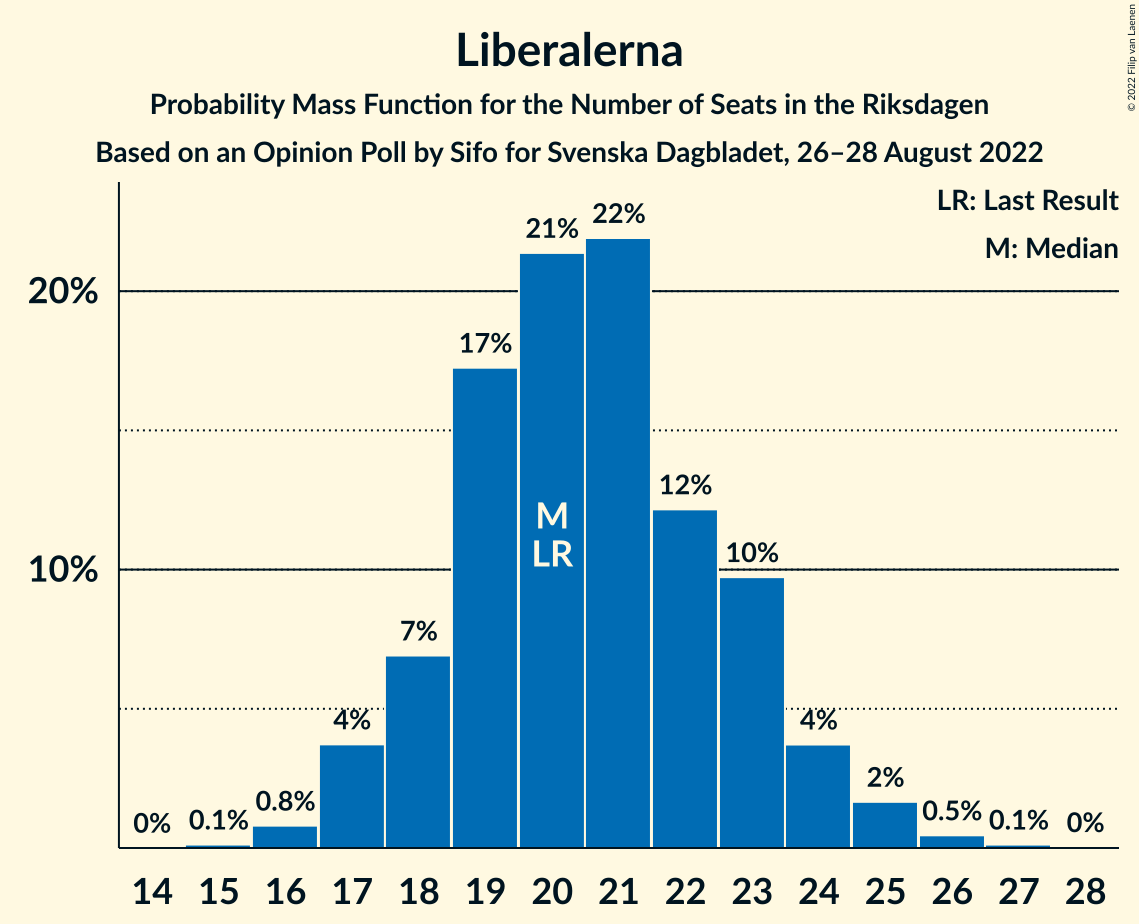 Liberalerna
Probability Mass Function for the Number of Seats in the Riksdagen
Based on an Opinion Poll by Sifo for Svenska Dagbladet, 26–28 August 2022
© 2022 Filip van Laenen
LR: Last Result
M: Median
20%
10%
0%
0.1%
0.8%
4%
7%
17%
21%
22%
12%
10%
4%
2%
0.5%
0.1%
0%
M
LR
14 15 16 17 18 19 20 21 22 23 24 25 26 27 28